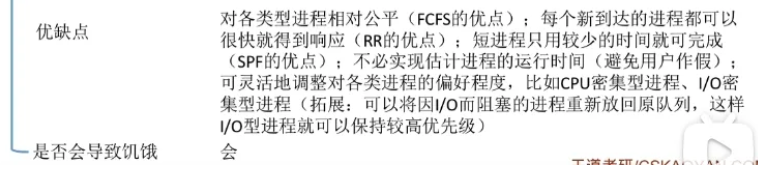 优缺点
对各类型进程相对公平（FCFS的优点）；每个新到达的进程都可以
很快就得到响应（RR的优点）；短进程只用较少的时间就可完成
（SPF的优点）；不必实现估计进程的运行时间（避免用户作假）；
可灵活地调整对各类进程的偏好程度，比如CPU密集型进程、I/O密
集型进程（拓展：可以将因I/O而阻塞的进程重新放回原队列，这样
I/O型进程就可以保持较高优先级）
是否会导致饥饿
会